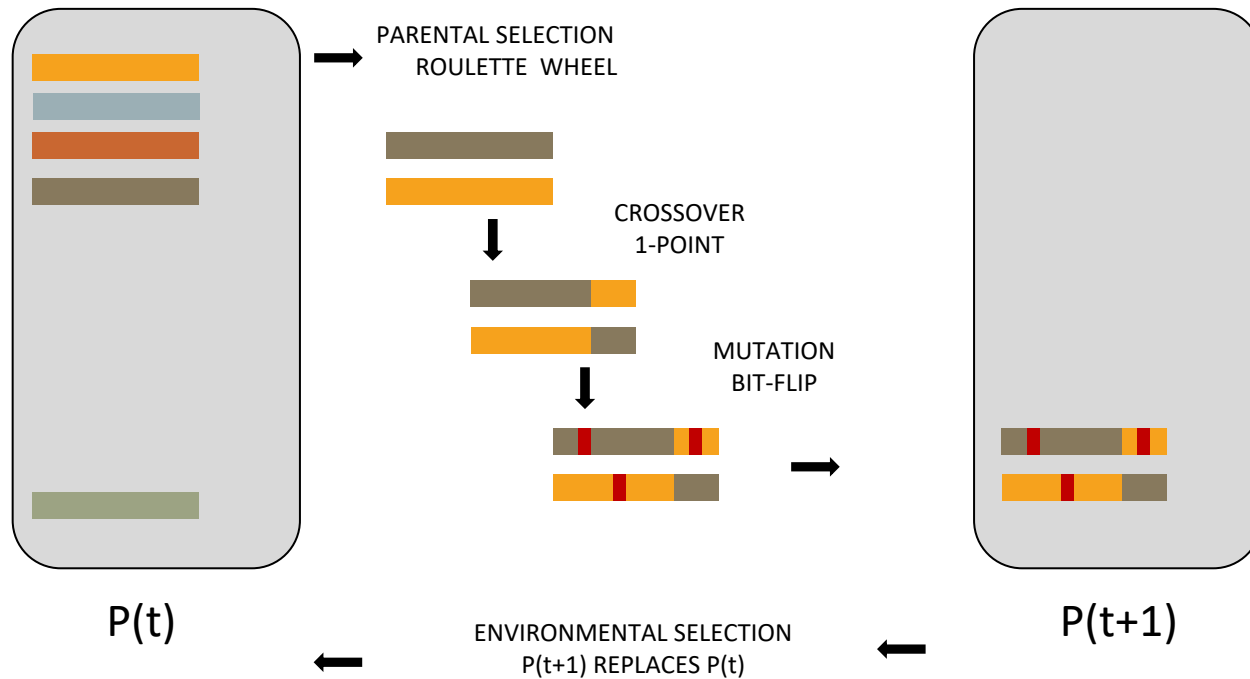 PARENTAL SELECTION
ROULETTE WHEEL
CROSSOVER
1-POINT
MUTATION
BIT-FLIP
P(t)
P(t+1)
ENVIRONMENTAL SELECTION
P(t+1) REPLACES P(t)